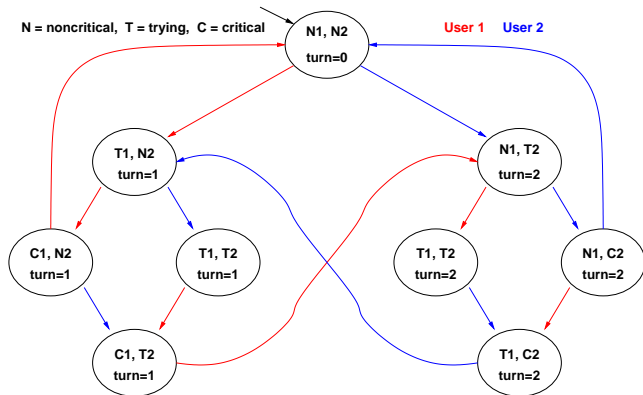 N = noncritical, T = trying, C = critical
User 1 User 2
N1, N2
turn=0
T1, N2
turn=1
N1, T2
turn=2
C1, N2
turn=1
T1, T2
turn=1
T1, T2
turn=2
N1, C2
turn=2
C1, T2
turn=1
T1, C2
turn=2